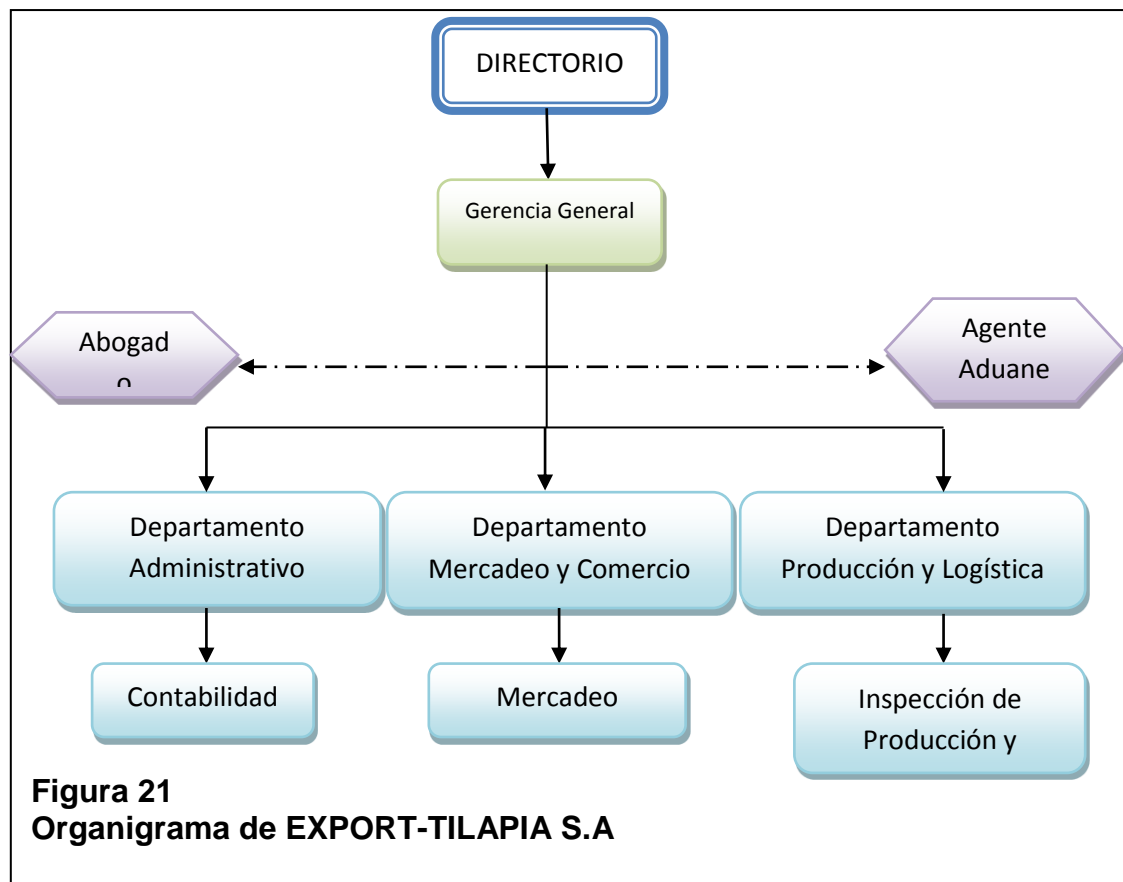 DIRECTORIO
Gerencia General
Abogad
o
Agente
Aduane
Departamento
Administrativo
Departamento
Mercadeo y Comercio
Departamento
Producción y Logística
Contabilidad
Mercadeo
Inspección de
Producción y
Figura 21
Organigrama de EXPORT-TILAPIA S.A